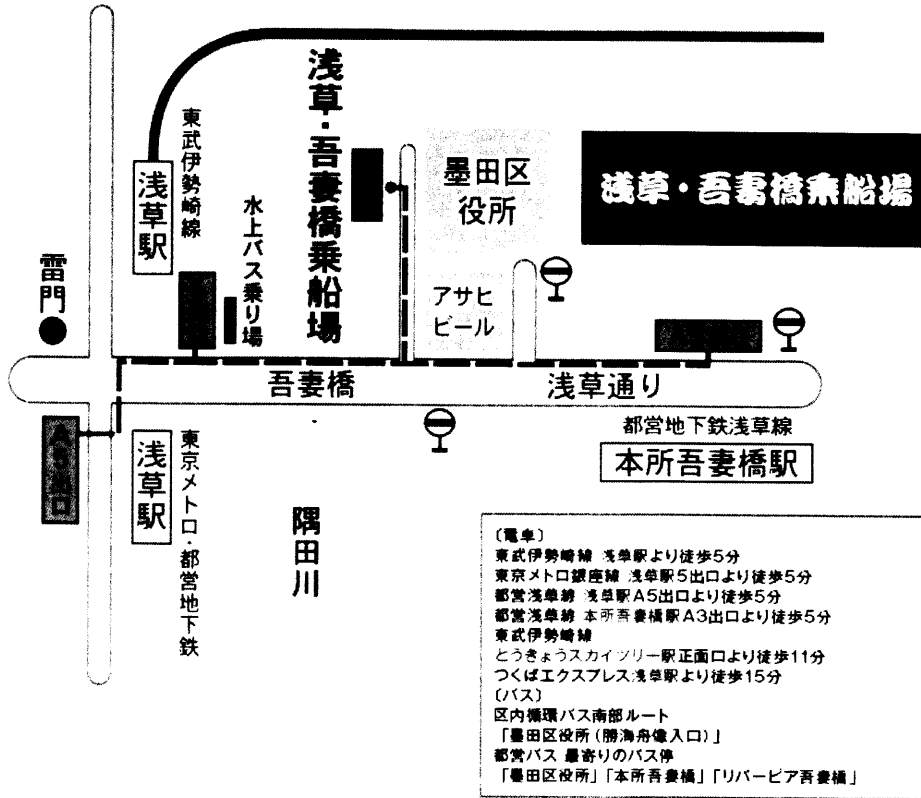 浅草・吾妻橋乗船場
東武伊勢崎線
浅草駅
水上バス乗り場
浅草・吾妻橋乗船場
墨田区
役所
アサヒ
ビール
雷門
吾妻橋
浅草通り
A5出口
浅草駅
東京メトロ・都営地下鉄
都営地下鉄浅草線
本所吾妻橋駅
隅田川
〔電車〕
東武伊勢崎線 浅草駅より徒歩5分
東京メトロ銀座線 浅草駅5出口より徒歩5分
都営浅草線 浅草駅A5出口より徒歩5分
都営浅草線 本所吾妻橋駅A3出口より徒歩5分
東武伊勢崎線
とうきょうスカイツリー駅正面口より徒歩11分
つくばエクスプレス浅草駅より徒歩15分
〔バス〕
区内循環バス南部ルート
「墨田区役所(勝海舟像入口)」
都営バス 最寄りのバス停
「墨田区役所」「本所吾妻橋」「リバーピア吾妻橋」